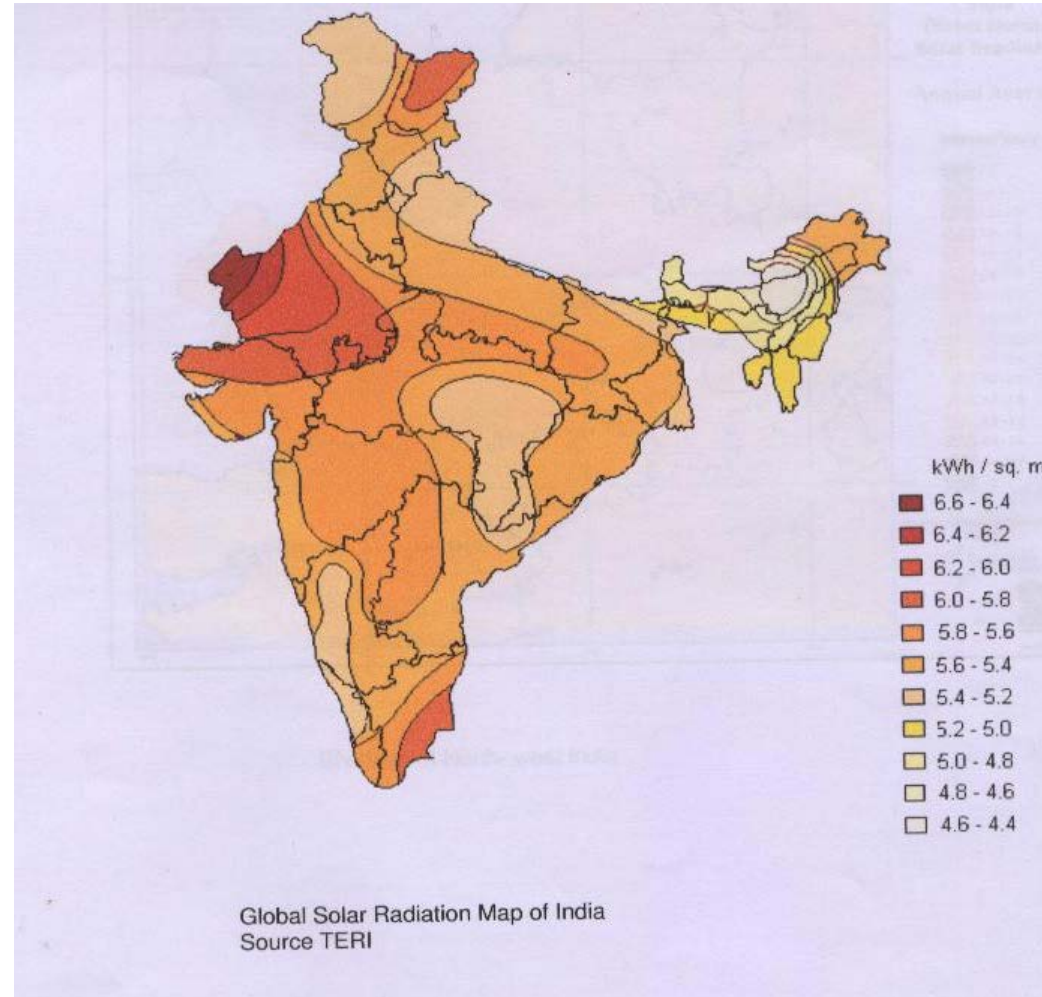 kWh / sq. m
6.6 - 6.4
6.4 - 6.2
6.2 - 6.0
6.0 - 5.8
5.8 - 5.6
5.6 - 5.4
5.4 - 5.2
5.2 - 5.0
5.0 - 4.8
4.8 - 4.6
4.6 - 4.4
Global Solar Radiation Map of India
Source TERI